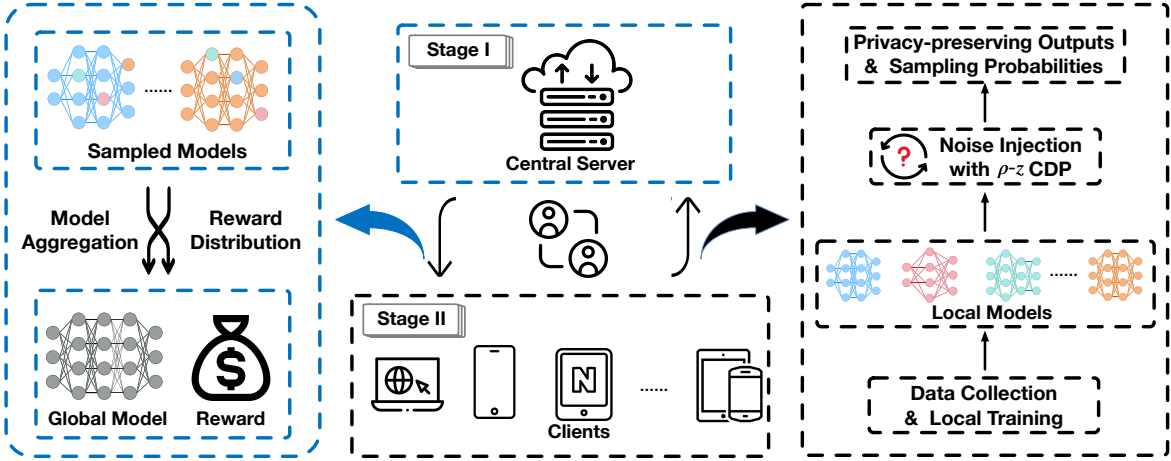 Sampled Models
Model
Aggregation
Reward
Distribution
Global Model
Reward
Stage I
Central Server
Stage II
N
......
Clients
Privacy-preserving Outputs
& Sampling Probabilities
?
Noise Injection
with ρ-z CDP
......
Local Models
Data Collection
& Local Training
......
$